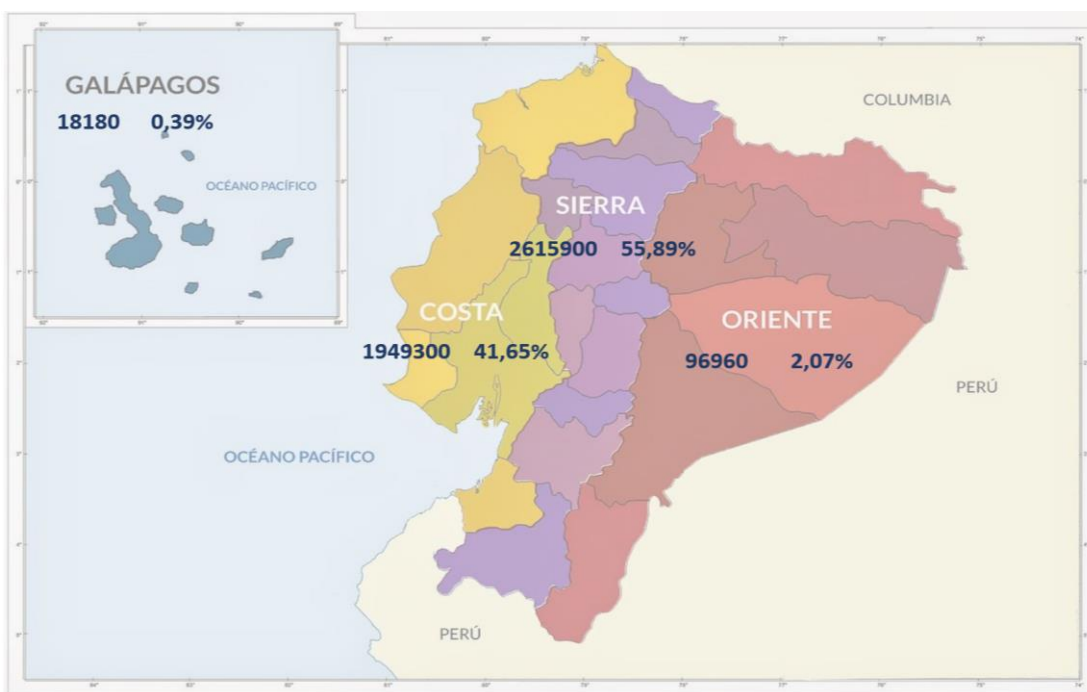 GALÁPAGOS
18180 0,39%
OCÉANO PACÍFICO
COLUMBIA
SIERRA
2615900 55,89%
COSTA
1949300 41,65%
ORIENTE
96960 2,07%
PERÚ
OCÉANO PACÍFICO
PERÚ